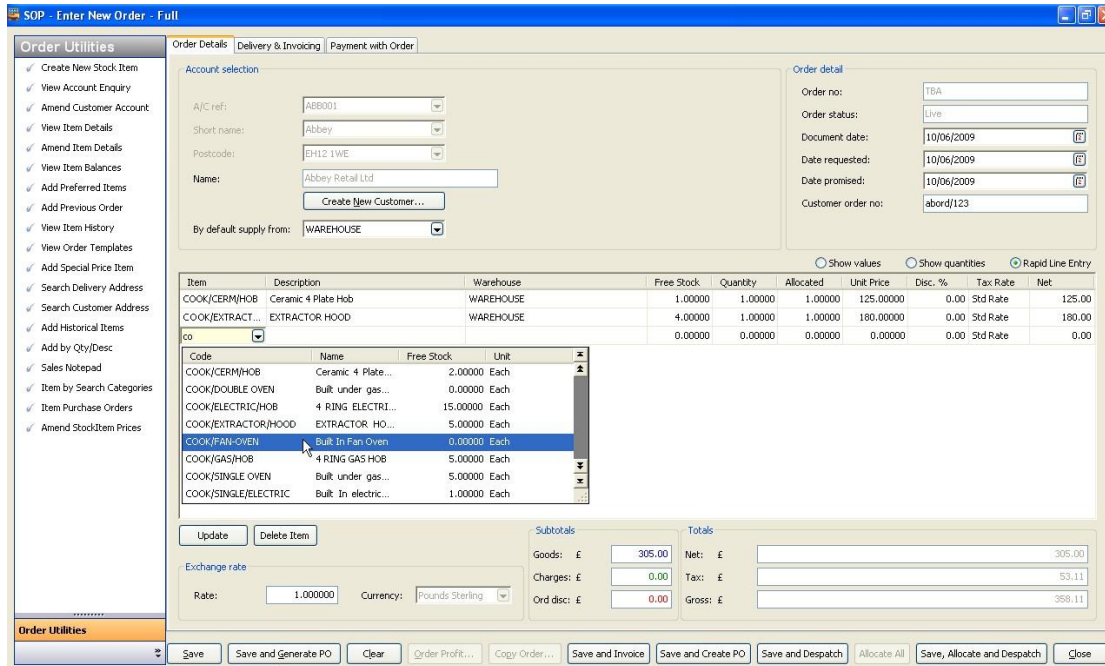 SOP - Enter New Order - Full
Order Utilities
Create New Stock Item
View Account Enquiry
Amend Customer Account
View Item Details
Amend Item Details
View Item Balances
Add Preferred Items
Add Previous Order
View Item History
View Order Templates
Add Special Price Item
Search Delivery Address
Search Customer Address
Add Historical Items
Add by Qty/Desc
Sales Notepad
Item by Search Categories
Item Purchase Orders
Amend StockItem Prices
Order Utilities
Order Details Delivery & Invoicing Payment with Order
Account selection
A/C ref: ABB001
Short name: Abbey
Postcode: EH12 1WE
Name: Abbey Retail Ltd
Create New Customer...
By default supply from: WAREHOUSE
Order detail
Order no: TBA
Order status: Live
Document date: 10/06/2009
Date requested: 10/06/2009
Date promised: 10/06/2009
Customer order no: abord/123
Show values Show quantities Rapid Line Entry
Item Description Warehouse Free Stock Quantity Allocated Unit Price Disc. % Tax Rate Net
COOK/CERM/HOB Ceramic 4 Plate Hob WAREHOUSE 1.00000 1.00000 1.00000 125.00000 0.00 Std Rate 125.00
COOK/EXTRACT... EXTRACTOR HOOD WAREHOUSE 4.00000 1.00000 1.00000 180.00000 0.00 Std Rate 180.00
co 0.00000 0.00000 0.00000 0.00000 0.00 Std Rate 0.00
Code Name Free Stock Unit
COOK/CERM/HOB Ceramic 4 Plate... 2.00000 Each
COOK/DOUBLE OVEN Built under gas... 0.00000 Each
COOK/ELECTRIC/HOB 4 RING ELECTRI... 15.00000 Each
COOK/EXTRACTOR/HOOD EXTRACTOR HO... 5.00000 Each
COOK/FAN-OVEN Built In Fan Oven 0.00000 Each
COOK/GAS/HOB 4 RING GAS HOB 5.00000 Each
COOK/SINGLE OVEN Built under gas... 5.00000 Each
COOK/SINGLE/ELECTRIC Built In electric... 1.00000 Each
Update Delete Item
Exchange rate
Rate: 1.000000 Currency: Pounds Sterling
Subtotals
Goods: £ 305.00
Charges: £ 0.00
Ord disc: £ 0.00
Totals
Net: £ 305.00
Tax: £ 53.11
Gross: £ 358.11
Save Save and Generate PO Clear Order Profit... Copy Order... Save and Invoice Save and Create PO Save and Despatch Allocate All Save, Allocate and Despatch Close